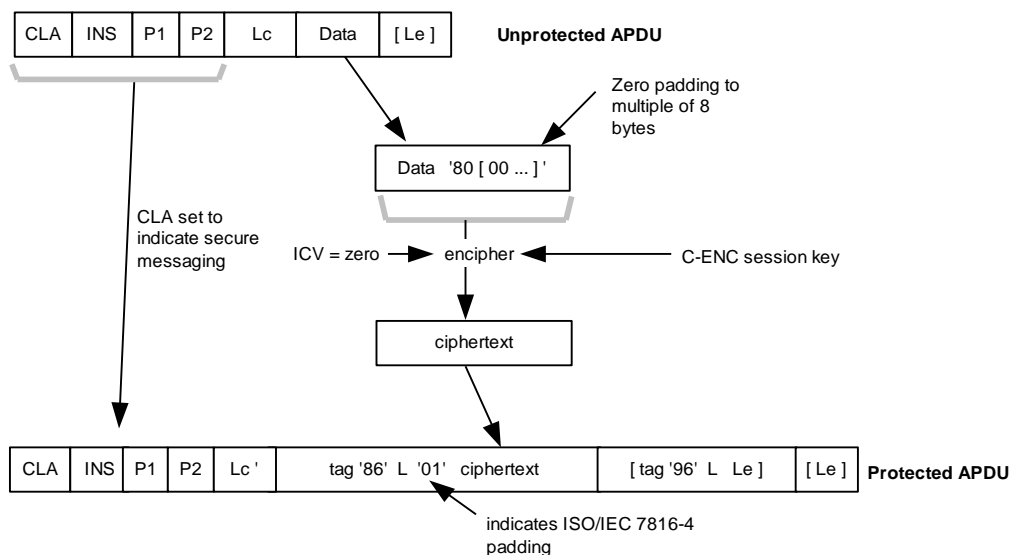 CLA INS P1 P2 Lc Data [ Le ] Unprotected APDU
Zero padding to
multiple of 8
bytes
Data '80 [ 00 ... ] '
CLA set to
indicate secure
messaging
ICV = zero encipher C-ENC session key
ciphertext
CLA INS P1 P2 Lc ' tag '86' L '01' ciphertext [ tag '96' L Le ] [ Le ] Protected APDU
indicates ISO/IEC 7816-4
padding